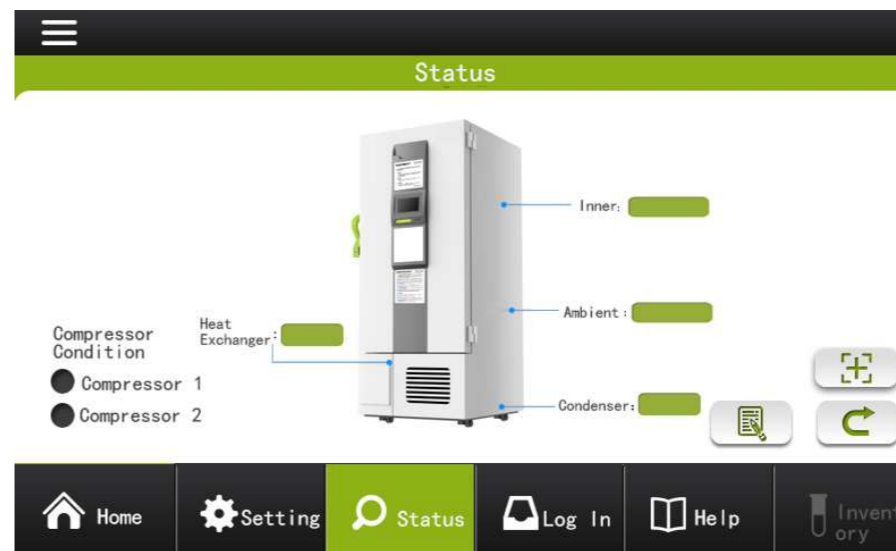 Status
Inner:
Ambient:
Heat
Exchanger:
Compressor
Condition
Compressor 1
Compressor 2
Condenser:
Home
Setting
Status
Log In
Help
Invent
ory